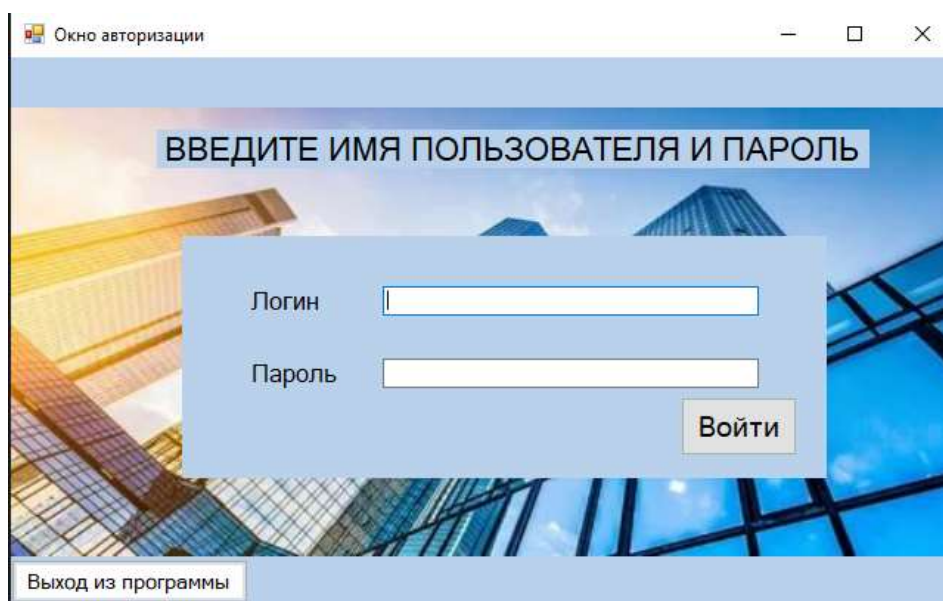 Окно авторизации
ВВЕДИТЕ ИМЯ ПОЛЬЗОВАТЕЛЯ И ПАРОЛЬ
Логин
Пароль
Войти
Выход из программы